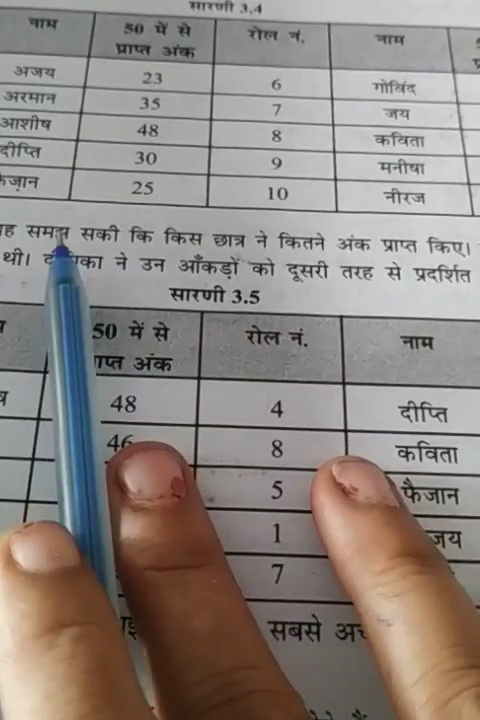 सारणी 3.4
नाम 50 में से प्राप्त अंक रोल नं. नाम
अजय 23 6 गोविंद
अरमान 35 7 जय
आशीष 48 8 कविता
दीप्ति 30 9 मनीषा
फैज़ान 25 10 नीरज
समझ सकी कि किस छात्र ने कितने अंक प्राप्त किए।
थी। ने उन आँकड़ों को दूसरी तरह से प्रदर्शित
सारणी 3.5
50 में से प्राप्त अंक रोल नं. नाम
48 4 दीप्ति
46 8 कविता
5 फैजान
1
7
सबसे